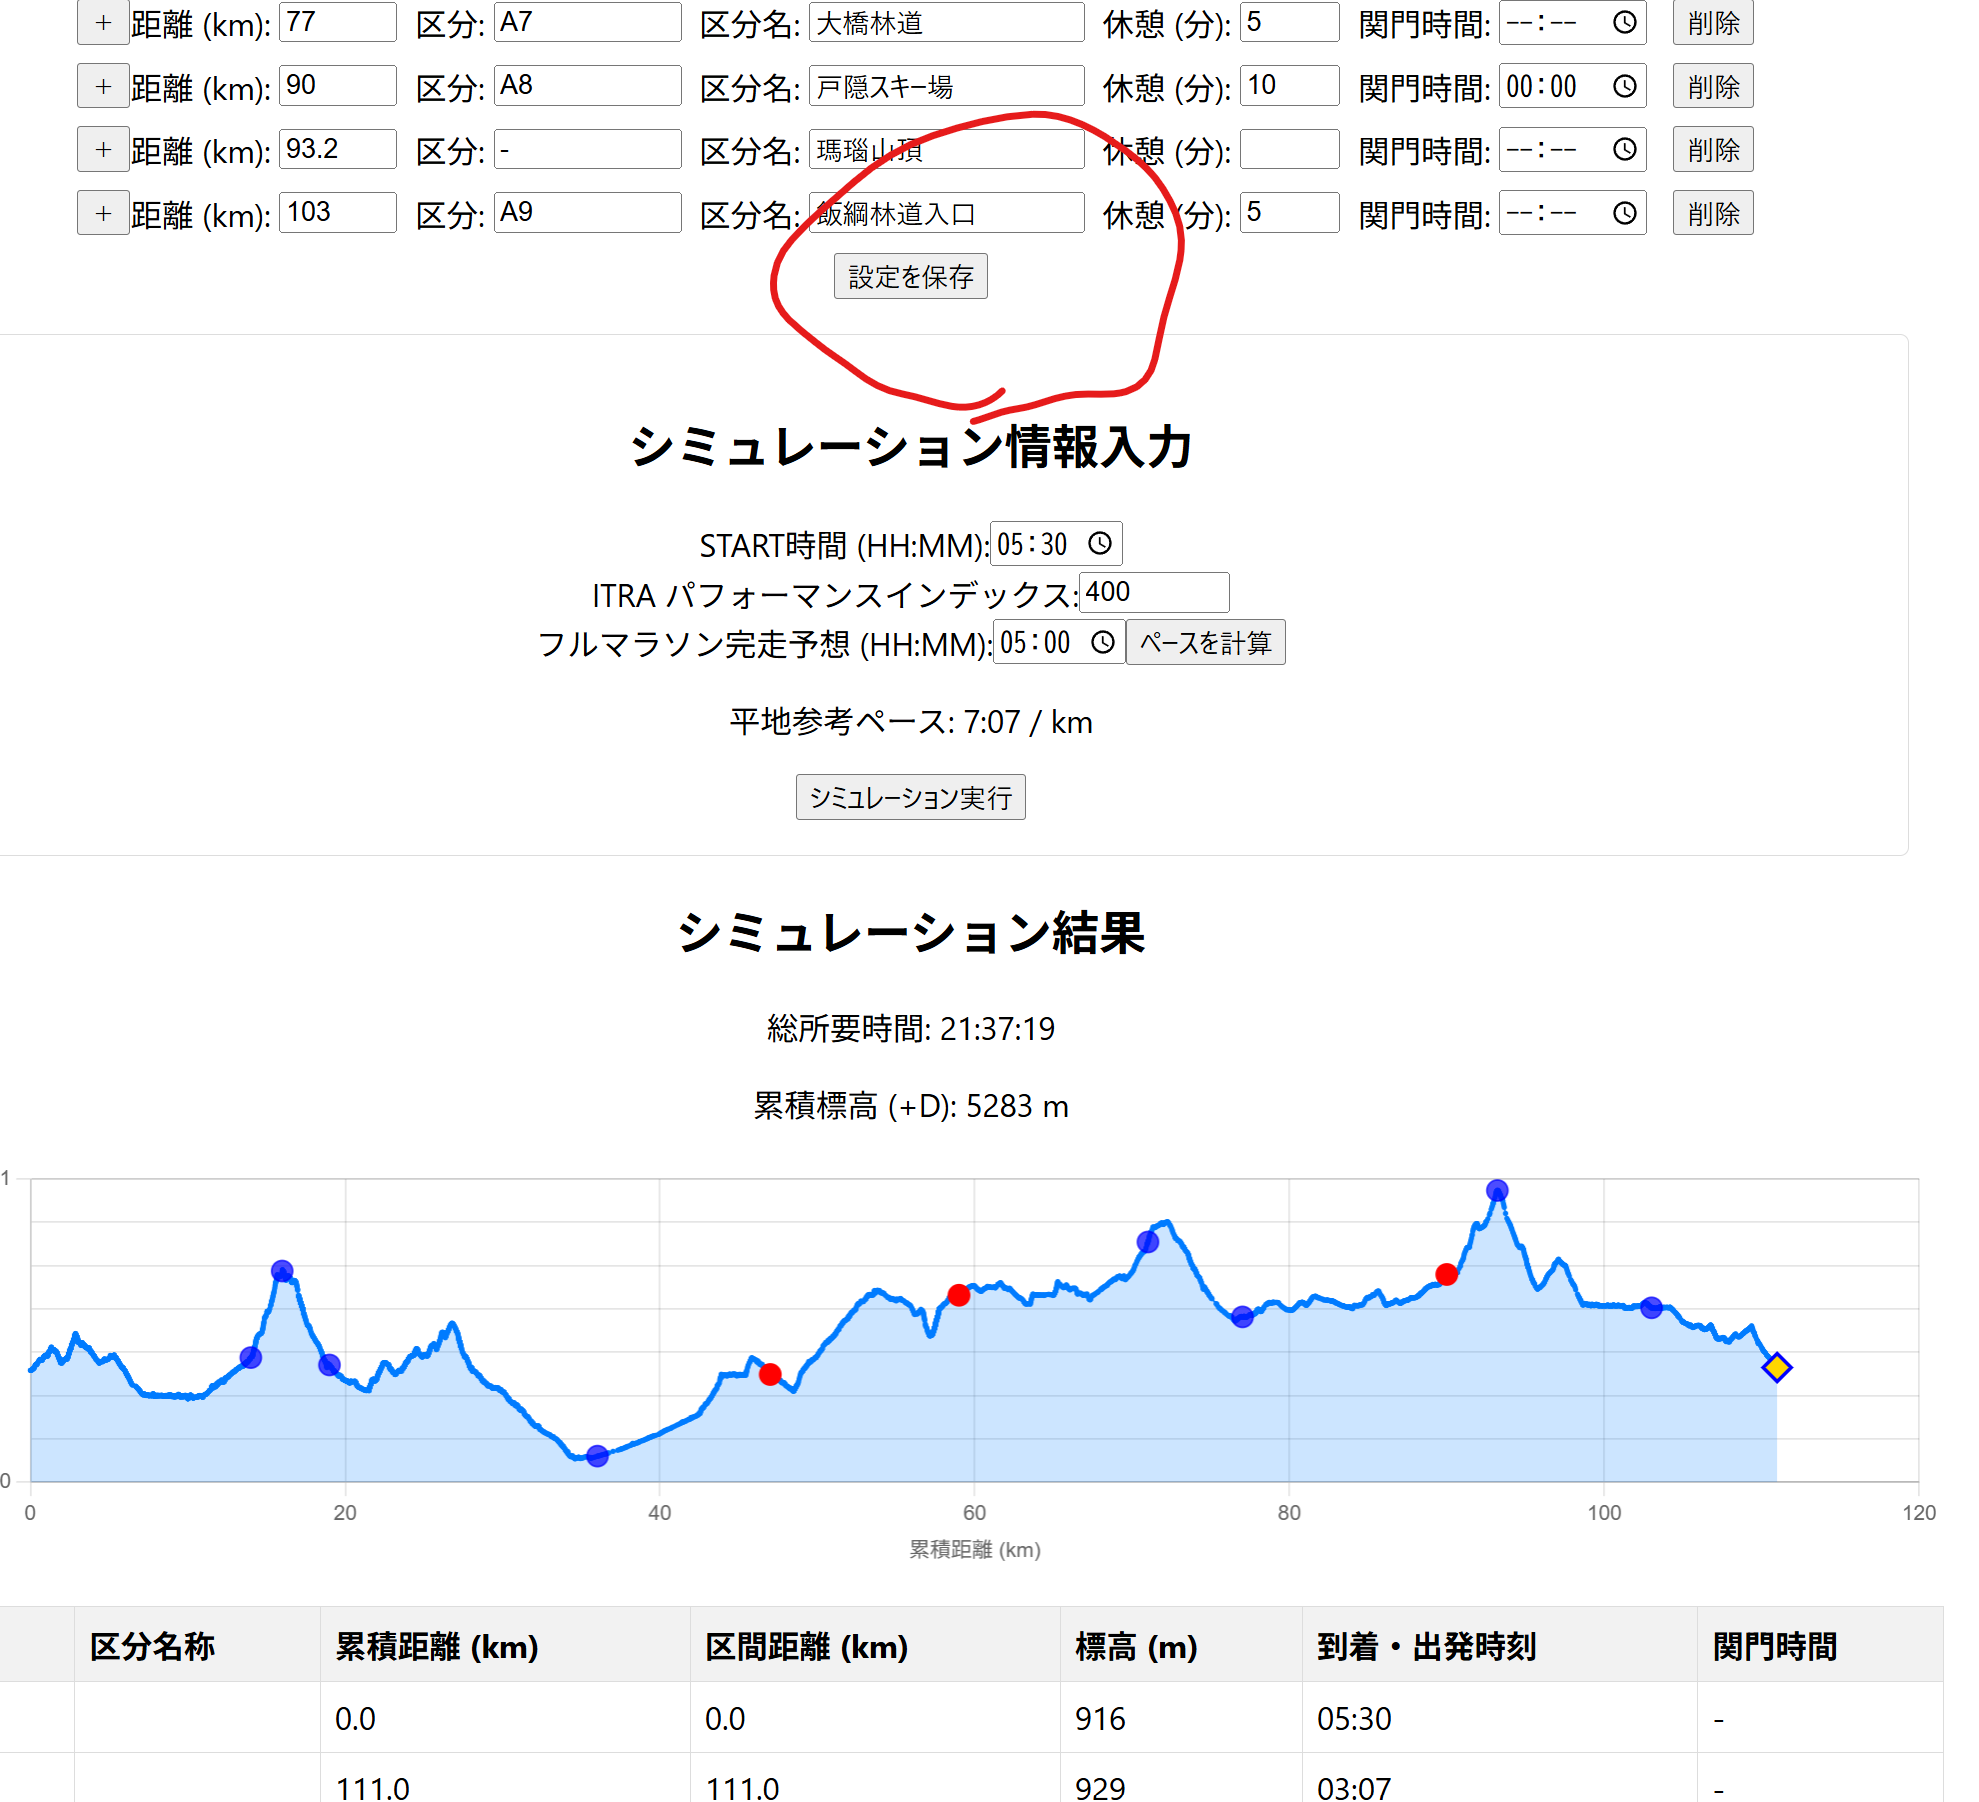 + 距離 (km): 77 区分: A7 区分名: 大橋林道 休憩 (分): 5 関門時間: --:-- 削除
+ 距離 (km): 90 区分: A8 区分名: 戸隠スキー場 休憩 (分): 10 関門時間: 00:00 削除
+ 距離 (km): 93.2 区分: - 区分名: 瑪瑙山頂 休憩 (分): 関門時間: --:-- 削除
+ 距離 (km): 103 区分: A9 区分名: 飯綱林道入口 休憩 (分): 5 関門時間: --:-- 削除
設定を保存
シミュレーション情報入力
START時間 (HH:MM): 05:30
ITRA パフォーマンスインデックス: 400
フルマラソン完走予想 (HH:MM): 05:00 ペースを計算
平地参考ペース: 7:07 / km
シミュレーション実行
シミュレーション結果
総所要時間: 21:37:19
累積標高 (+D): 5283 m
1
0
0 20 40 60 80 100 120
累積距離 (km)
区分名称 累積距離 (km) 区間距離 (km) 標高 (m) 到着・出発時刻 関門時間
0.0 0.0 916 05:30 -
111.0 111.0 929 03:07 -